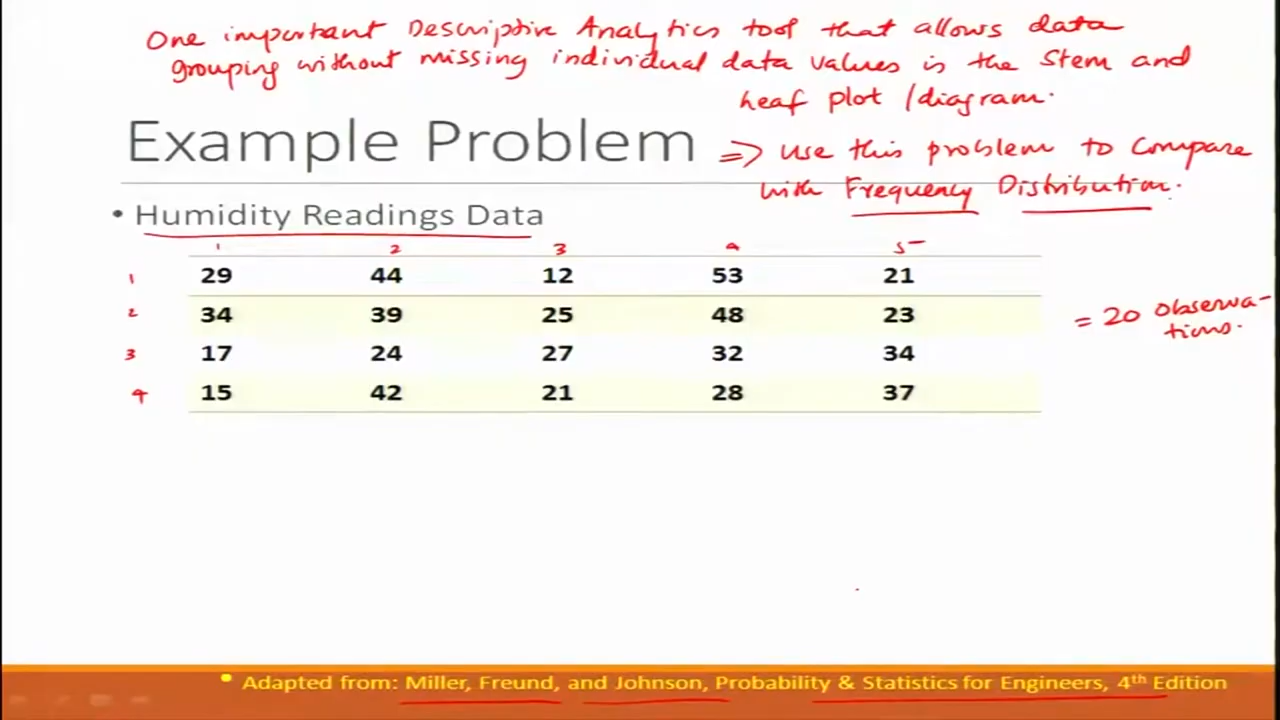 One important Descriptive Analytics tool that allows data
grouping without missing individual data values is the Stem and
heaf plot /diagram.
Example Problem
=> use this problem to Compare
with Frequency Distribution.
• Humidity Readings Data
1 2 3 4 5
1 29 44 12 53 21
2 34 39 25 48 23
= 20 Observa-
tions.
3 17 24 27 32 34
4 15 42 21 28 37
• Adapted from: Miller, Freund, and Johnson, Probability & Statistics for Engineers, 4th Edition